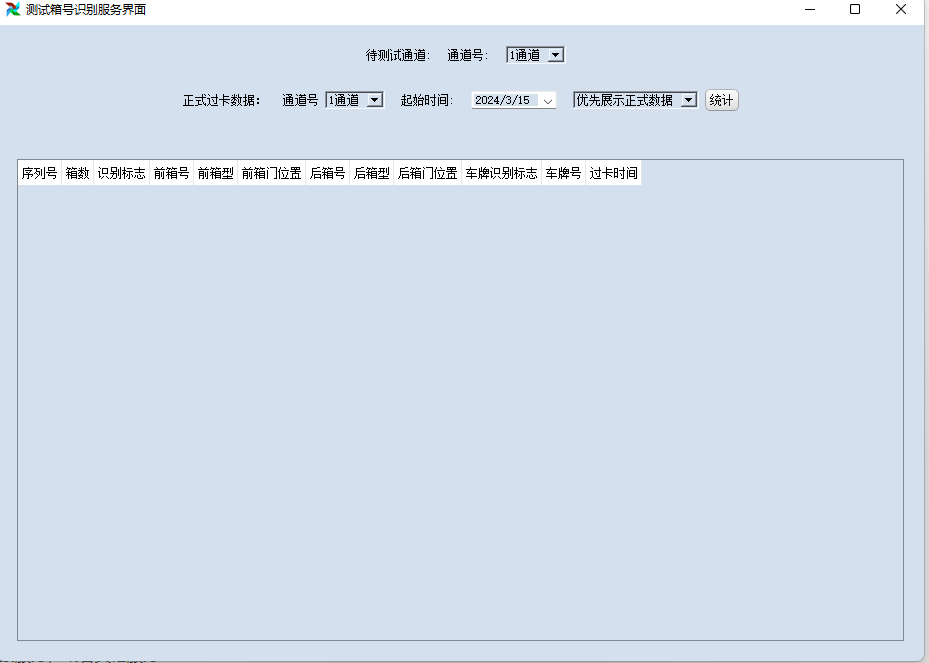 测试箱号识别服务界面
待测试通道: 通道号: 1通道
正式过卡数据: 通道号 1通道 起始时间: 2024/3/15 优先展示正式数据 统计
序列号 箱数 识别标志 前箱号 前箱型 前箱门位置 后箱号 后箱型 后箱门位置 车牌识别标志 车牌号 过卡时间